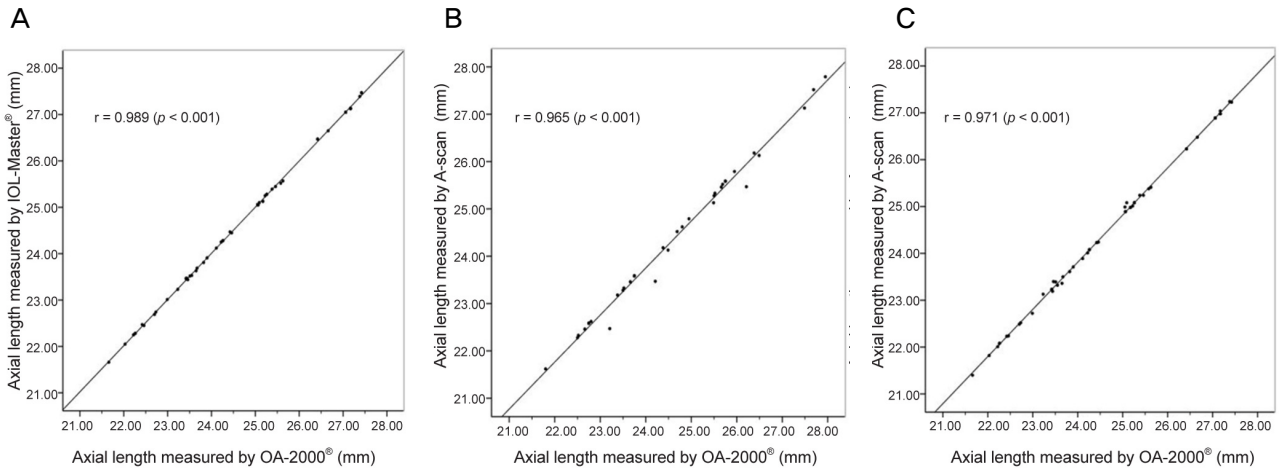 A
Axial length measured by IOL-Master® (mm)
28.00
27.00
26.00
25.00
24.00
23.00
22.00
21.00
r = 0.989 (p < 0.001)
21.00 22.00 23.00 24.00 25.00 26.00 27.00 28.00
Axial length measured by OA-2000® (mm)
B
Axial length measured by A-scan (mm)
28.00
27.00
26.00
25.00
24.00
23.00
22.00
21.00
r = 0.965 (p < 0.001)
21.00 22.00 23.00 24.00 25.00 26.00 27.00 28.00
Axial length measured by OA-2000® (mm)
C
Axial length measured by A-scan (mm)
28.00
27.00
26.00
25.00
24.00
23.00
22.00
21.00
r = 0.971 (p < 0.001)
21.00 22.00 23.00 24.00 25.00 26.00 27.00 28.00
Axial length measured by OA-2000® (mm)